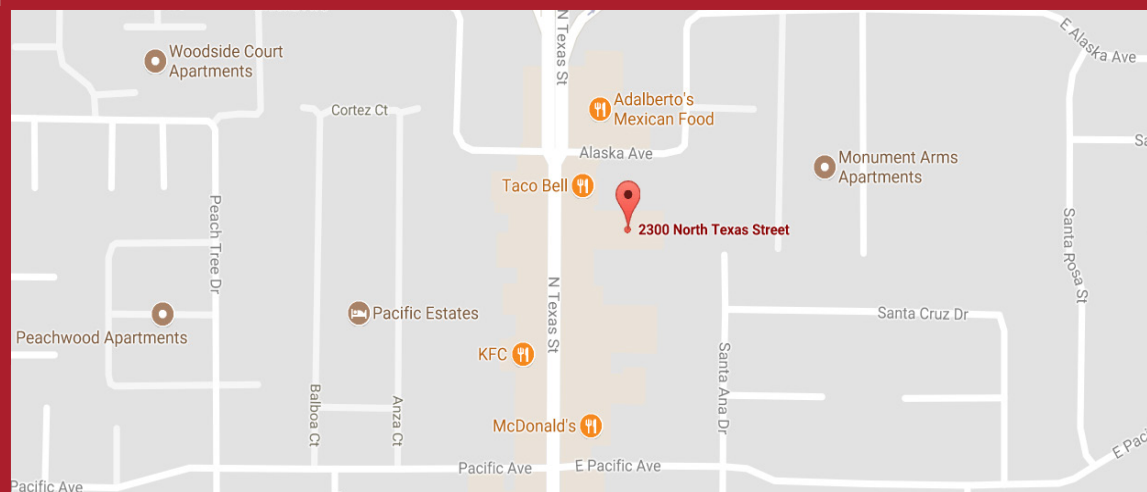 N Texas St
E Alaska Ave
Woodside Court
Apartments
Adalberto's
Mexican Food
Cortez Ct
Alaska Ave
Monument Arms
Apartments
Taco Bell
2300 North Texas Street
Peach Tree Dr
Santa Rosa St
N Texas St
Pacific Estates
Santa Cruz Dr
Peachwood Apartments
KFC
Santa Ana Dr
Balboa Ct
Anza Ct
McDonald's
Pacific Ave
E Pacific Ave
Pacific Ave